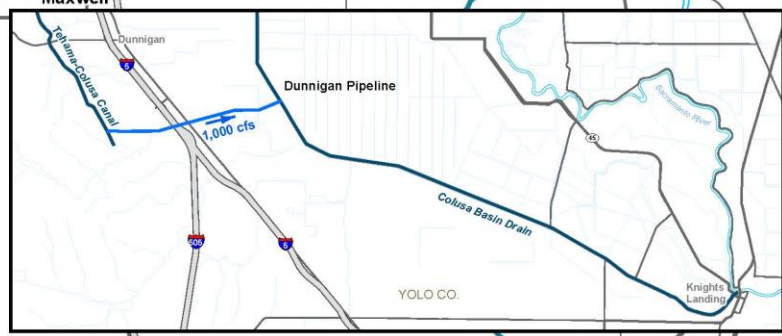 Maxwell
Tehama-Colusa Canal
Dunnigan
5
Dunnigan Pipeline
1,000 cfs
Sacramento River
45
Colusa Basin Drain
505
5
YOLO CO.
Knights
Landing